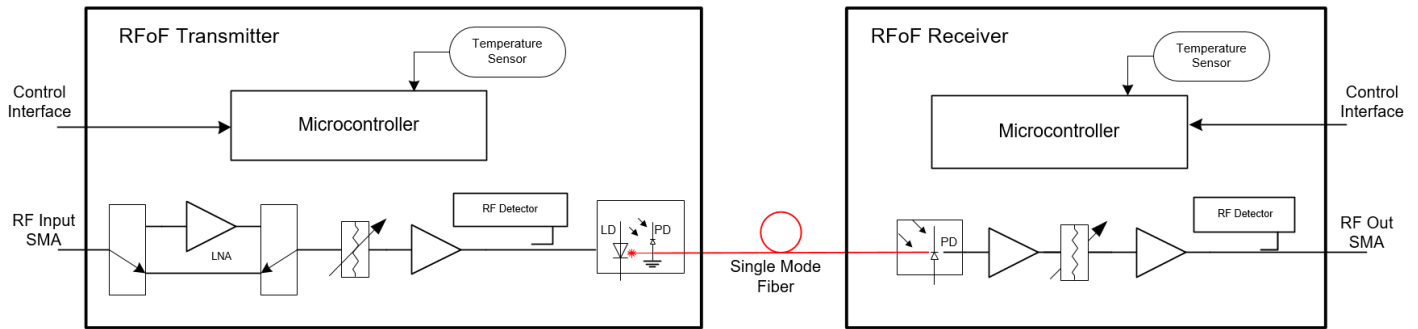 RFoF Transmitter
Temperature
Sensor
Control
Interface
Microcontroller
RF Input
SMA
LNA
RF Detector
LD
PD
Single Mode
Fiber
RFoF Receiver
Temperature
Sensor
Control
Interface
Microcontroller
PD
RF Detector
RF Out
SMA